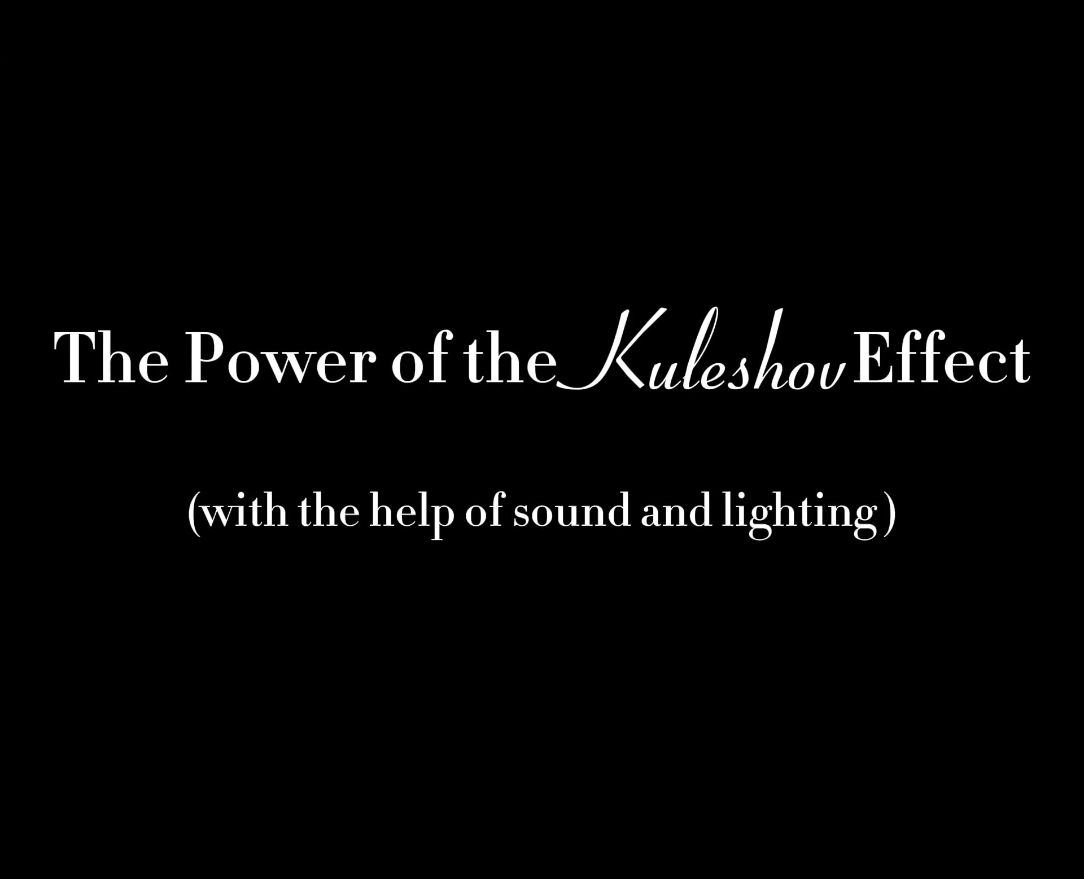 The Power of the Kuleshov Effect
(with the help of sound and lighting)